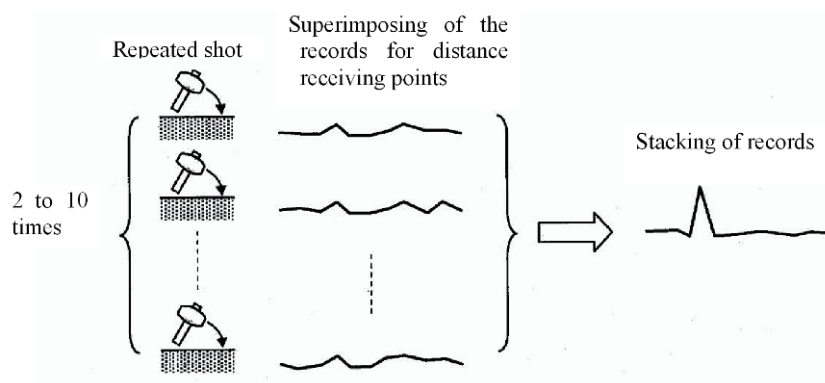 Repeated shot
Superimposing of the
records for distance
receiving points
2 to 10
times
Stacking of records